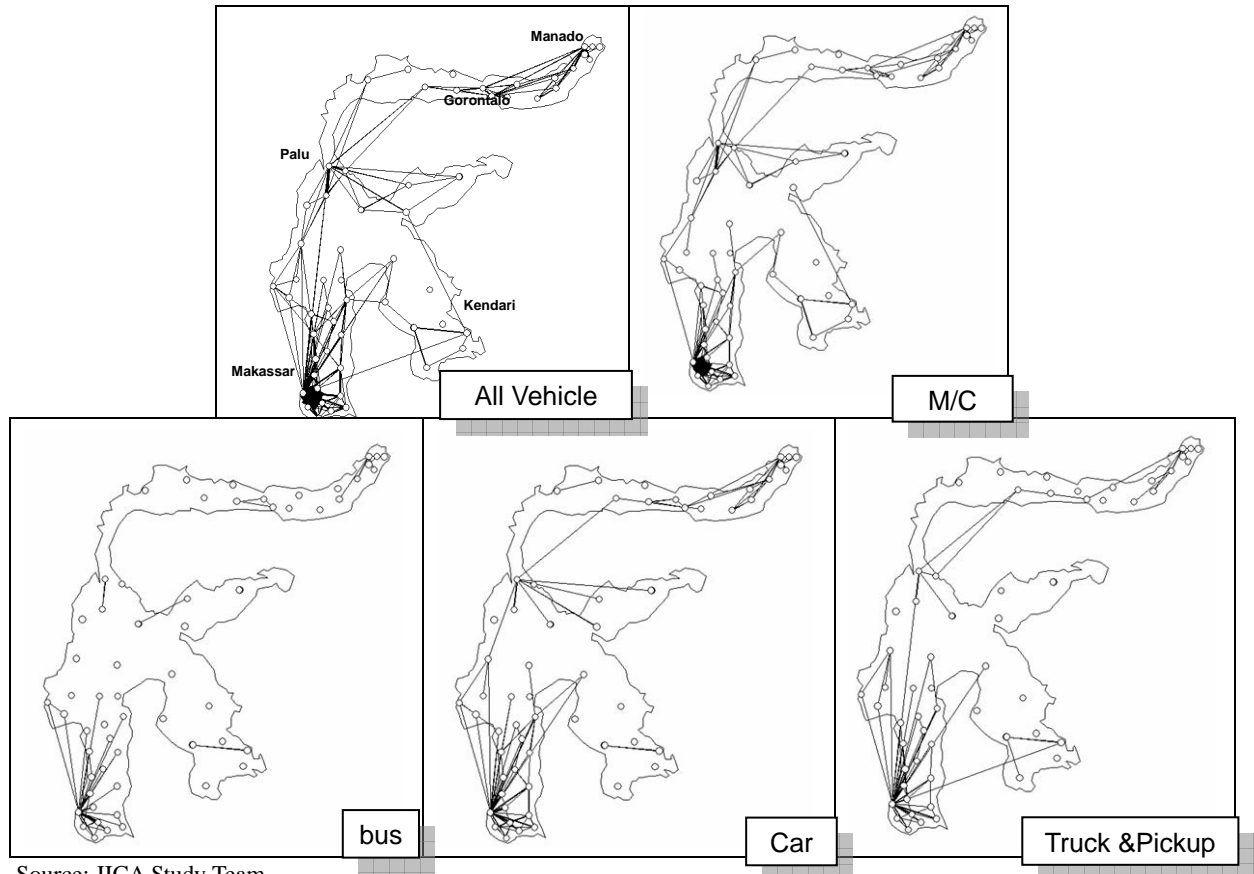 Manado
Gorontalo
Palu
Kendari
Makassar
All Vehicle
M/C
bus
Car
Truck &Pickup
Source: JICA Study Team